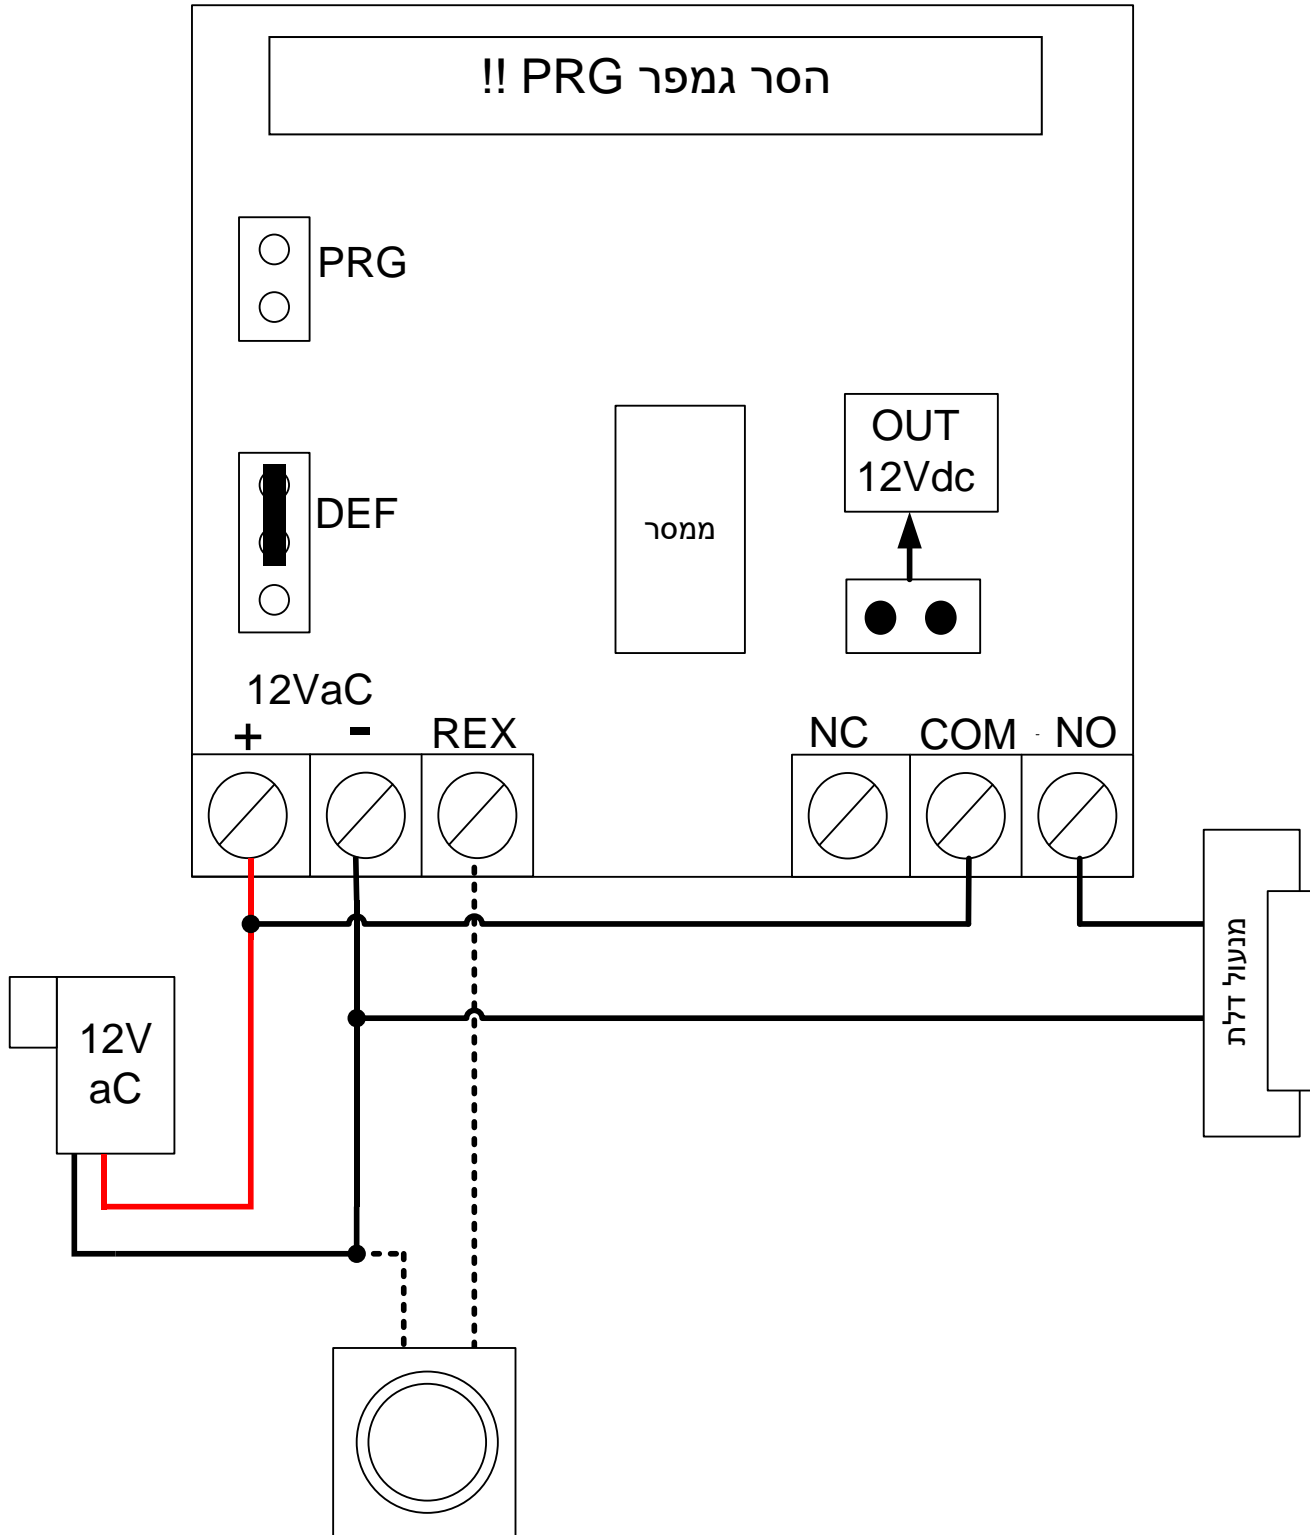 הסר גמפר PRG !!
PRG
OUT
12Vdc
DEF
ממסר
12VaC
+ -
REX
NC
COM - NO
מנעול דלת
12V
aC